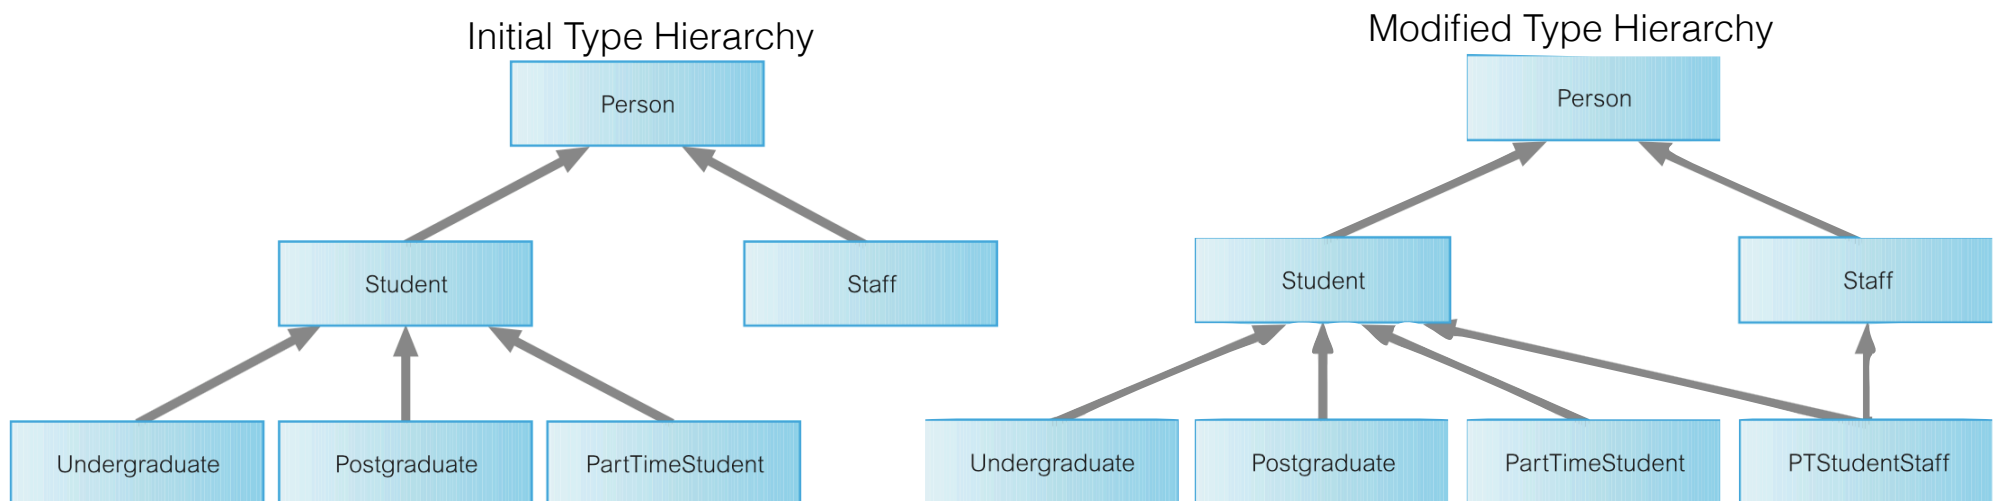 Initial Type Hierarchy
Person
Student
Staff
Undergraduate
Postgraduate
PartTimeStudent
Modified Type Hierarchy
Person
Student
Staff
Undergraduate
Postgraduate
PartTimeStudent
PTStudentStaff